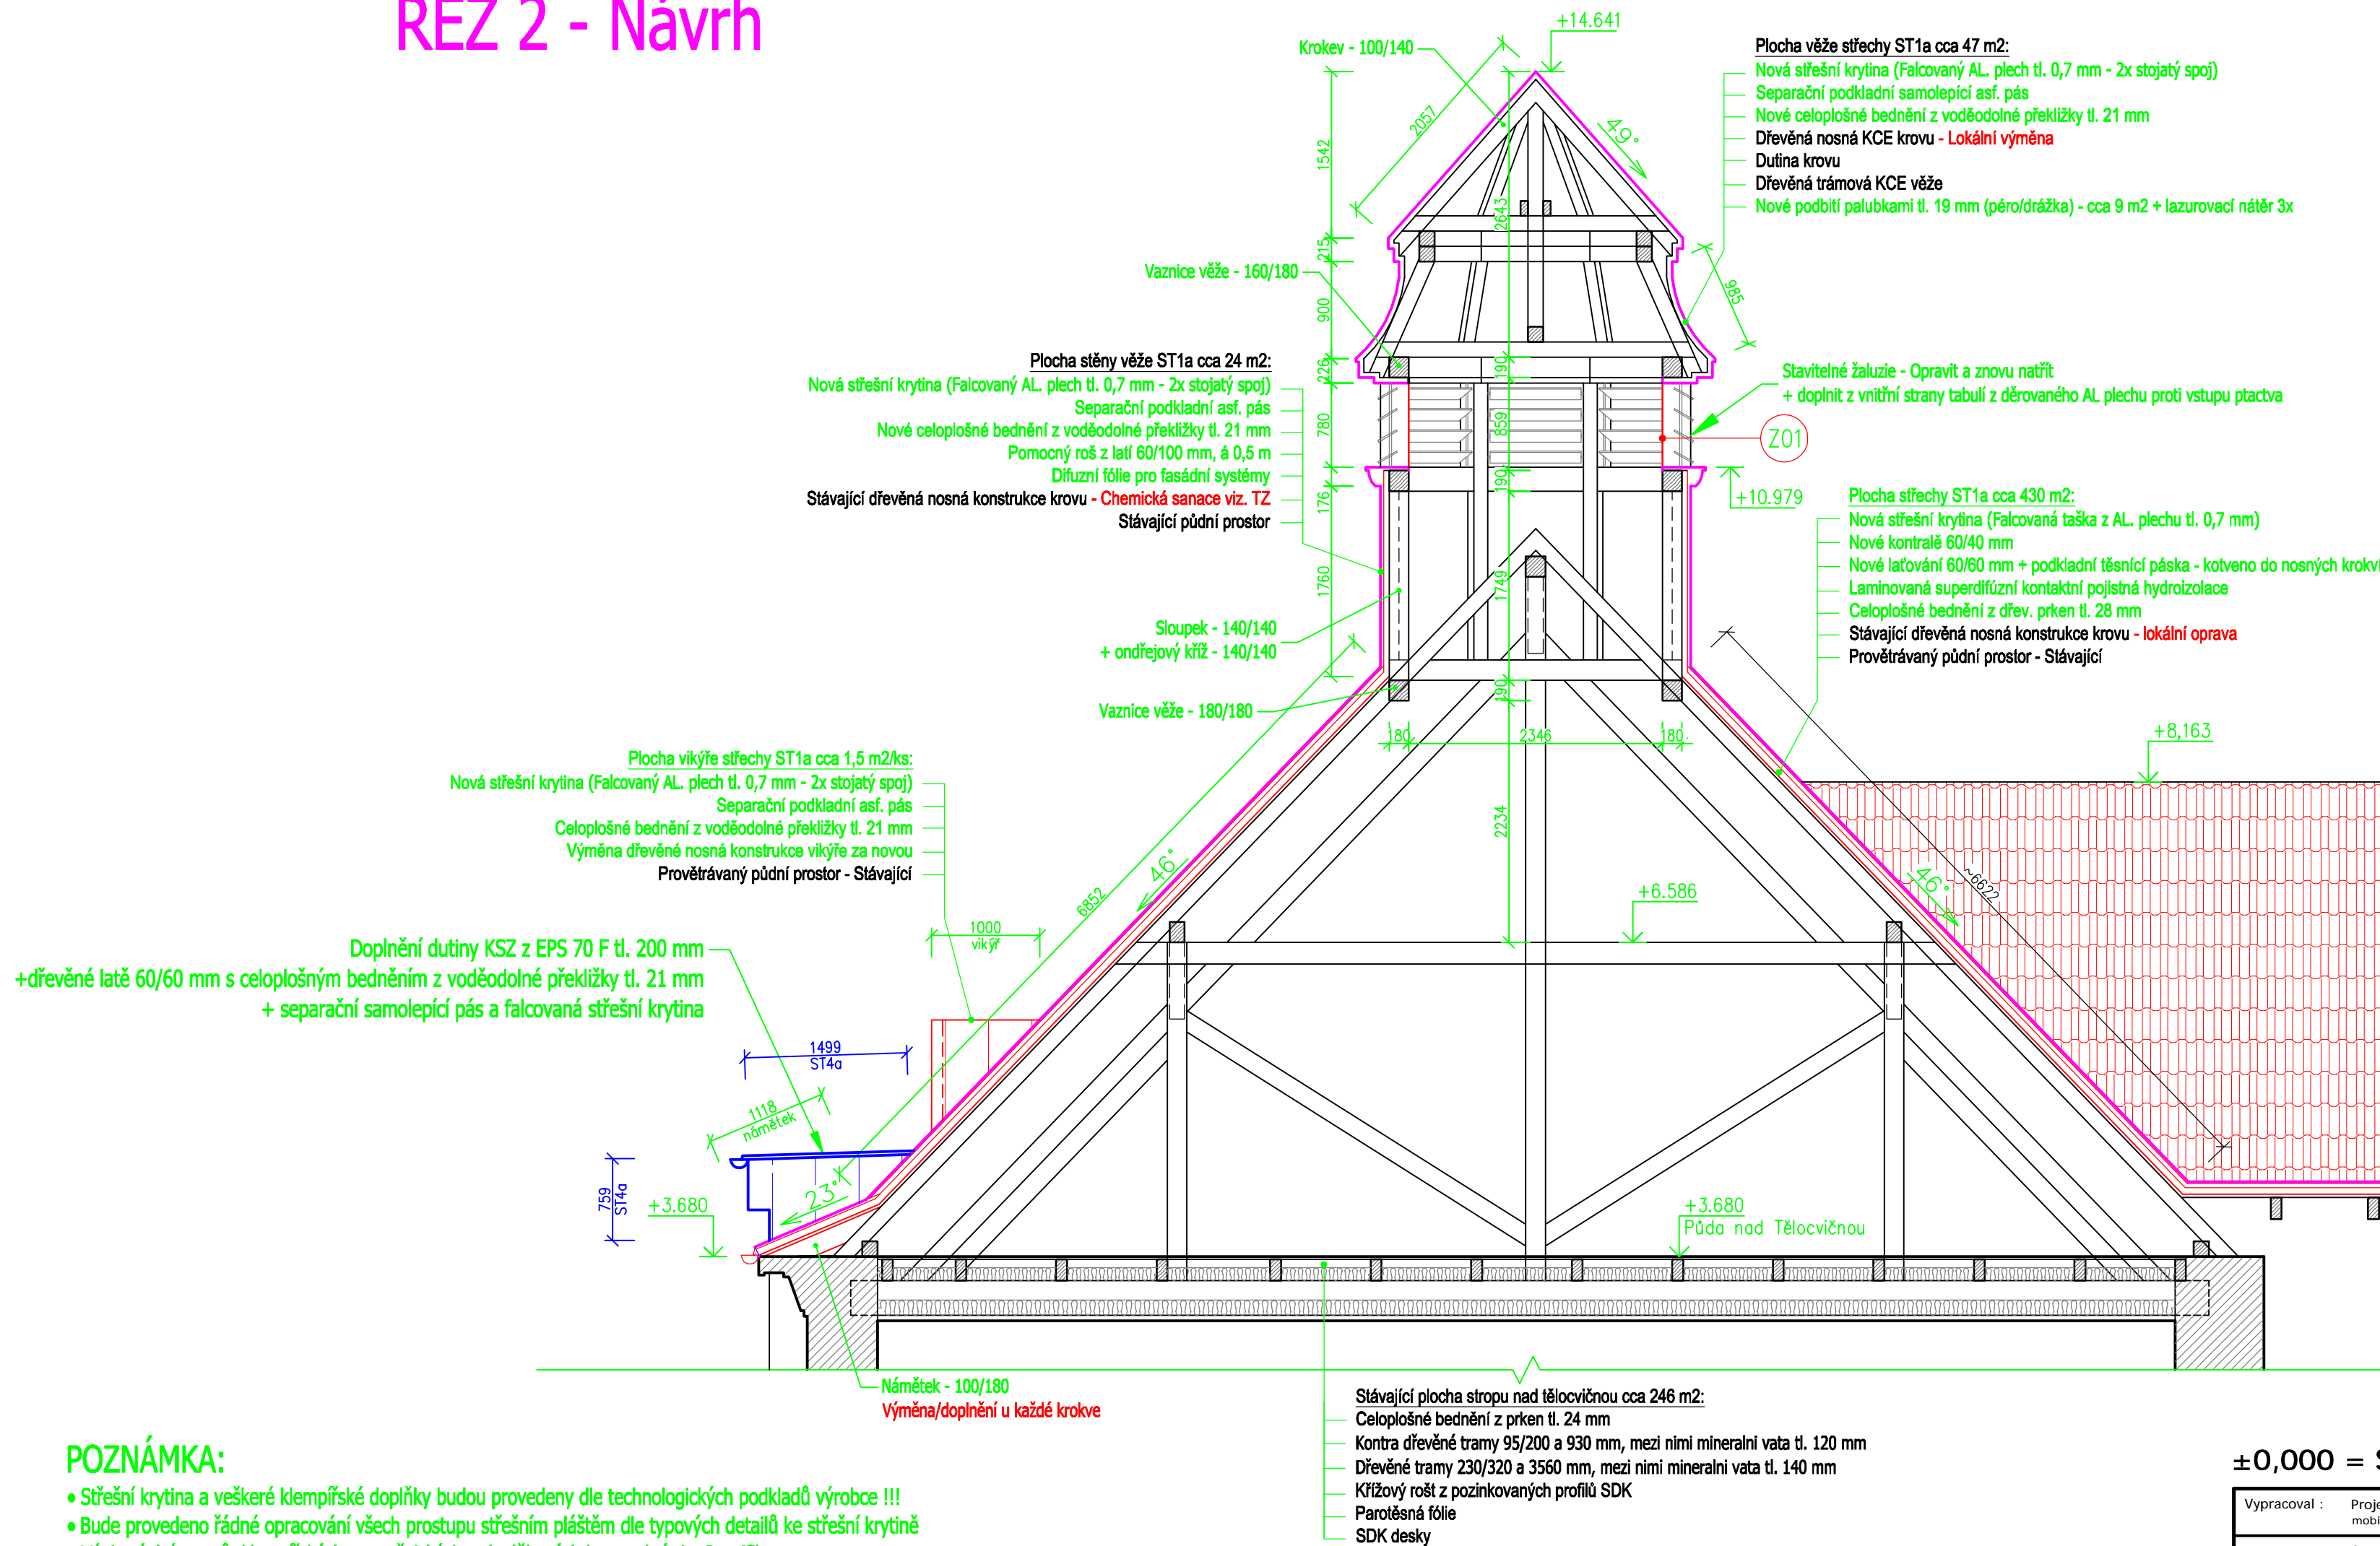 ŘEZ 2 - Návrh
+14.641
Krokev - 100/140
2057
49°
1542
2643
215
900
226
780
176
1760
190
859
190
1749
190
2234
985
Plocha věže střechy ST1a cca 47 m2:
Nová střešní krytina (Falcovaný AL. plech tl. 0,7 mm - 2x stojatý spoj)
Separační podkladní samolepící asf. pás
Nové celoplošné bednění z voděodolné překližky tl. 21 mm
Dřevěná nosná KCE krovu - Lokální výměna
Dutina krovu
Dřevěná trámová KCE věže
Nové podbití palubkami tl. 19 mm (péro/drážka) - cca 9 m2 + lazurovací nátěr 3x
Vaznice věže - 160/180
Plocha stěny věže ST1a cca 24 m2:
Nová střešní krytina (Falcovaný AL. plech tl. 0,7 mm - 2x stojatý spoj)
Separační podkladní asf. pás
Nové celoplošné bednění z voděodolné překližky tl. 21 mm
Pomocný roš z latí 60/100 mm, á 0,5 m
Difuzní fólie pro fasádní systémy
Stávající dřevěná nosná konstrukce krovu - Chemická sanace viz. TZ
Stávající půdní prostor
Stavitelné žaluzie - Opravit a znovu natřít
+ doplnit z vnitřní strany tabulí z děrovaného AL plechu proti vstupu ptactva
Z01
+10.979
Plocha střechy ST1a cca 430 m2:
Nová střešní krytina (Falcovaná taška z AL. plechu tl. 0,7 mm)
Nové kontralě 60/40 mm
Nové laťování 60/60 mm + podkladní těsnící páska - kotveno do nosných krokví
Laminovaná superdifúzní kontaktní pojistná hydroizolace
Celoplošné bednění z dřev. prken tl. 28 mm
Stávající dřevěná nosná konstrukce krovu - lokální oprava
Provětrávaný půdní prostor - Stávající
Sloupek - 140/140
+ ondřejový kříž - 140/140
Vaznice věže - 180/180
180
2346
180
+8,163
Plocha vikýře střechy ST1a cca 1,5 m2/ks:
Nová střešní krytina (Falcovaný AL. plech tl. 0,7 mm - 2x stojatý spoj)
Separační podkladní asf. pás
Celoplošné bednění z voděodolné překližky tl. 21 mm
Výměna dřevěné nosná konstrukce vikýře za novou
Provětrávaný půdní prostor - Stávající
46°
6852
46°
~6622
+6.586
1000
vikýř
Doplnění dutiny KSZ z EPS 70 F tl. 200 mm
+dřevěné latě 60/60 mm s celoplošným bedněním z voděodolné překližky tl. 21 mm
+ separační samolepící pás a falcovaná střešní krytina
1499
ST4a
1118
námětek
759
ST4a
23°
+3.680
+3.680
Půda nad Tělocvičnou
Námětek - 100/180
Výměna/doplnění u každé krokve
Stávající plocha stropu nad tělocvičnou cca 246 m2:
Celoplošné bednění z prken tl. 24 mm
Kontra dřevěné tramy 95/200 a 930 mm, mezi nimi mineralni vata tl. 120 mm
Dřevěné tramy 230/320 a 3560 mm, mezi nimi mineralni vata tl. 140 mm
Křížový rošt z pozinkovaných profilů SDK
Parotěsná fólie
SDK desky
POZNÁMKA:
• Střešní krytina a veškeré klempířské doplňky budou provedeny dle technologických podkladů výrobce !!!
• Bude provedeno řádné opracování všech prostupu střešním pláštěm dle typových detailů ke střešní krytině
±0,000 =
Vypracoval :